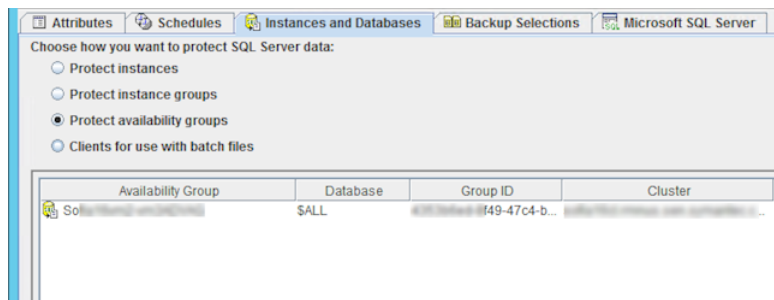 Attributes Schedules Instances and Databases Backup Selections Microsoft SQL Server
Choose how you want to protect SQL Server data:
Protect instances
Protect instance groups
Protect availability groups
Clients for use with batch files
Availability Group Database Group ID Cluster
$ALL f49-47c4-b...